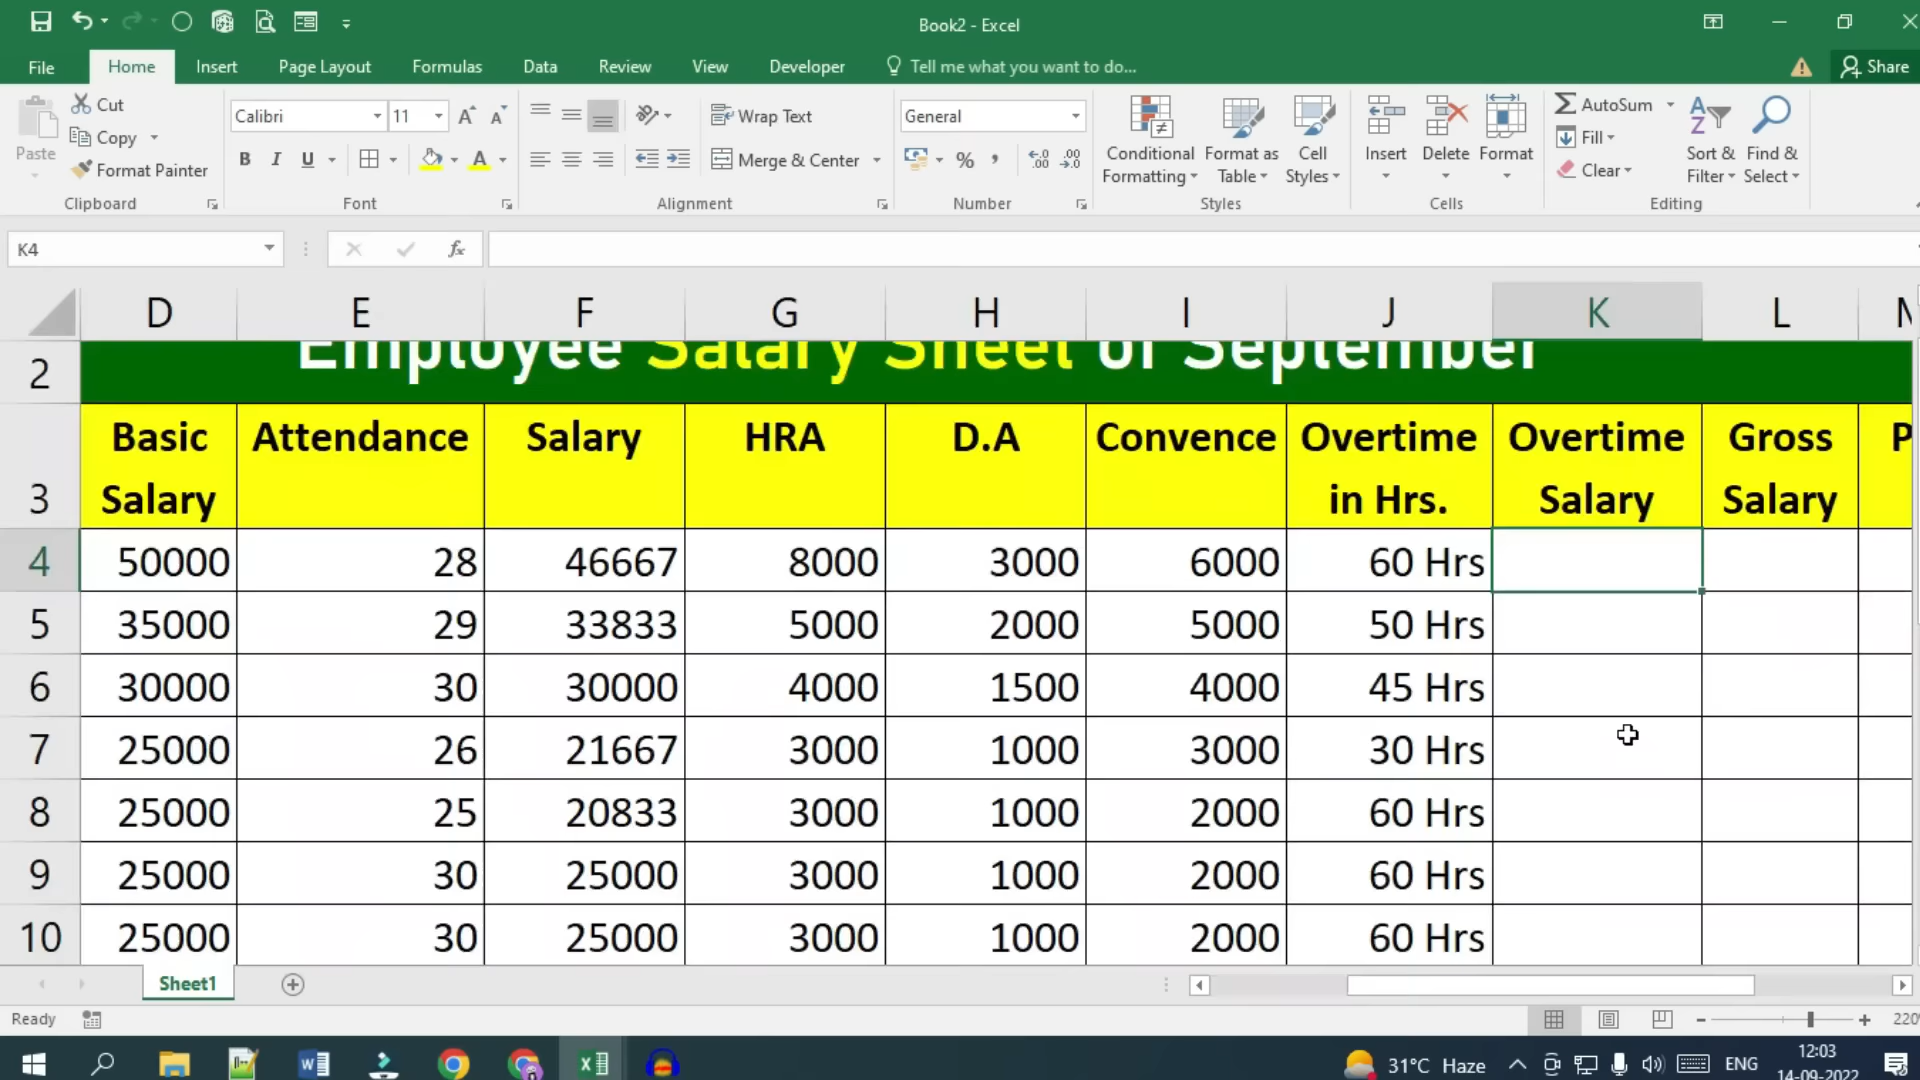 Book2 - Excel
File Home Insert Page Layout Formulas Data Review View Developer Tell me what you want to do... Share
Cut
Copy
Format Painter
Paste
Clipboard
Calibri 11
B I U
Font
Wrap Text
Merge & Center
Alignment
General
%
Number
Conditional Formatting
Format as Table
Cell Styles
Styles
Insert Delete Format
Cells
AutoSum
Fill
Clear
Sort & Filter
Find & Select
Editing
K4 fx
D E F G H I J K L
2 Employee Salary Sheet of September
3 Basic Salary Attendance Salary HRA D.A Convence Overtime in Hrs. Overtime Salary Gross Salary P
4 50000 28 46667 8000 3000 6000 60 Hrs
5 35000 29 33833 5000 2000 5000 50 Hrs
6 30000 30 30000 4000 1500 4000 45 Hrs
7 25000 26 21667 3000 1000 3000 30 Hrs
8 25000 25 20833 3000 1000 2000 60 Hrs
9 25000 30 25000 3000 1000 2000 60 Hrs
10 25000 30 25000 3000 1000 2000 60 Hrs
Sheet1
Ready 220
31°C Haze ENG 12:03
14-09-2022